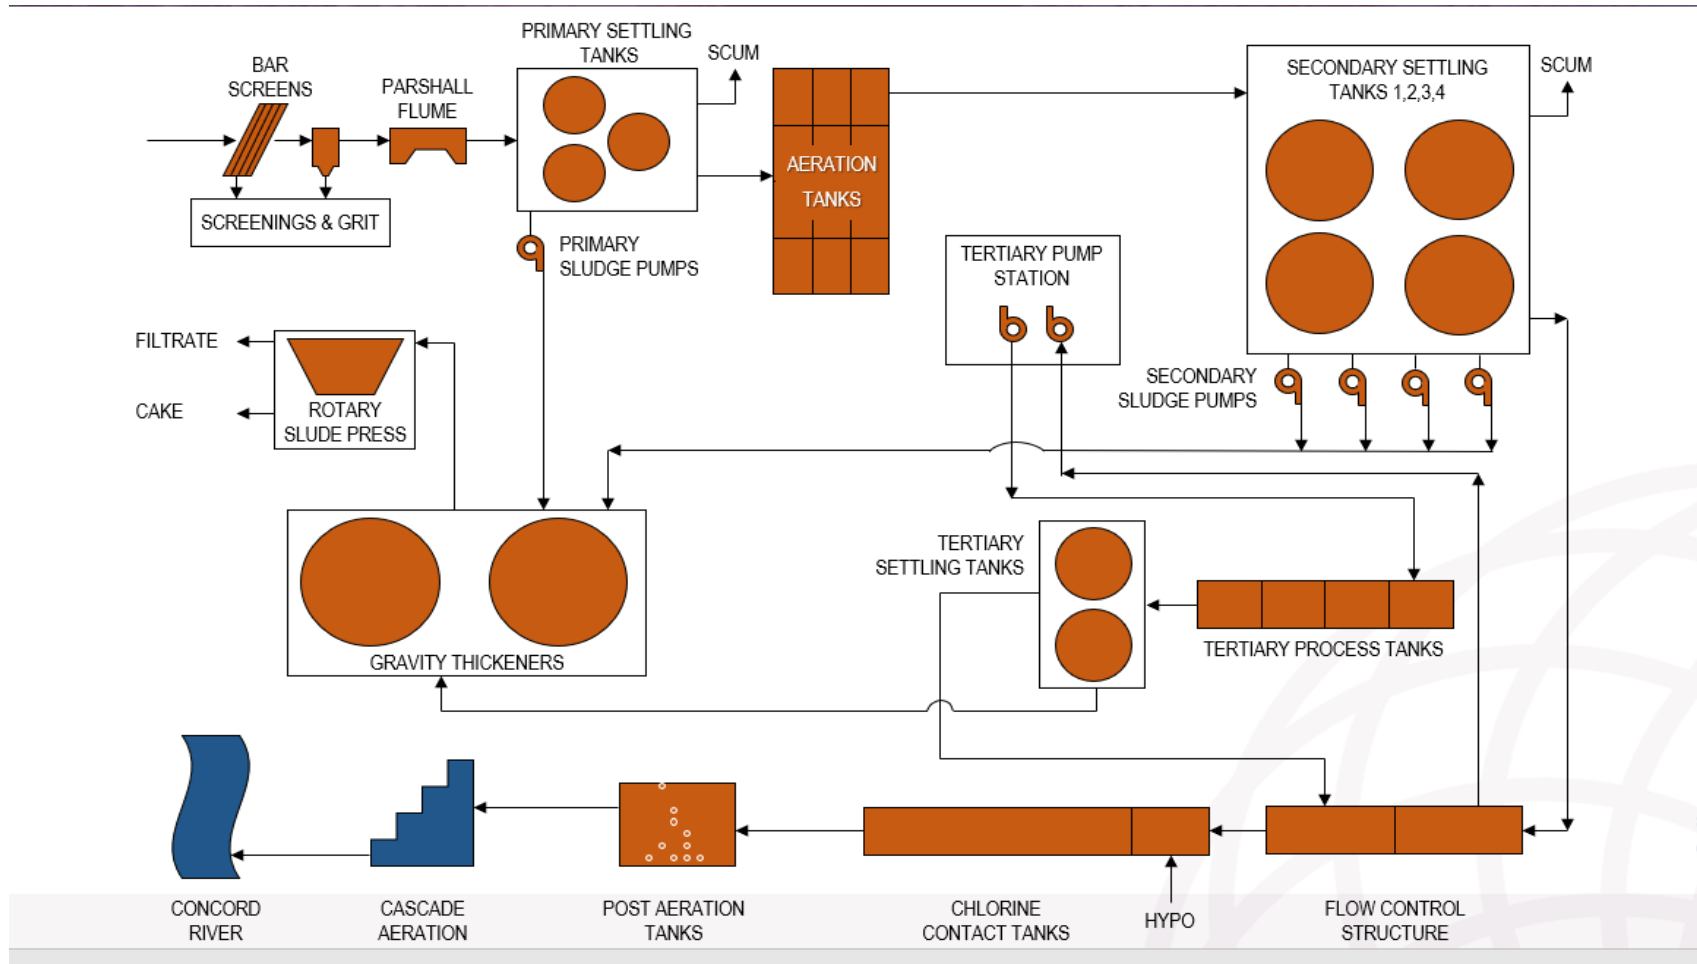 PRIMARY SETTLING
TANKS
SCUM
BAR
SCREENS
PARSHALL
FLUME
SECONDARY SETTLING
TANKS 1,2,3,4
SCUM
AERATION
TANKS
SCREENINGS & GRIT
PRIMARY
SLUDGE PUMPS
TERTIARY PUMP
STATION
FILTRATE
CAKE
ROTARY
SLUDE PRESS
SECONDARY
SLUDGE PUMPS
TERTIARY
SETTLING TANKS
GRAVITY THICKENERS
TERTIARY PROCESS TANKS
CONCORD
RIVER
CASCADE
AERATION
POST AERATION
TANKS
CHLORINE
CONTACT TANKS
HYPO
FLOW CONTROL
STRUCTURE